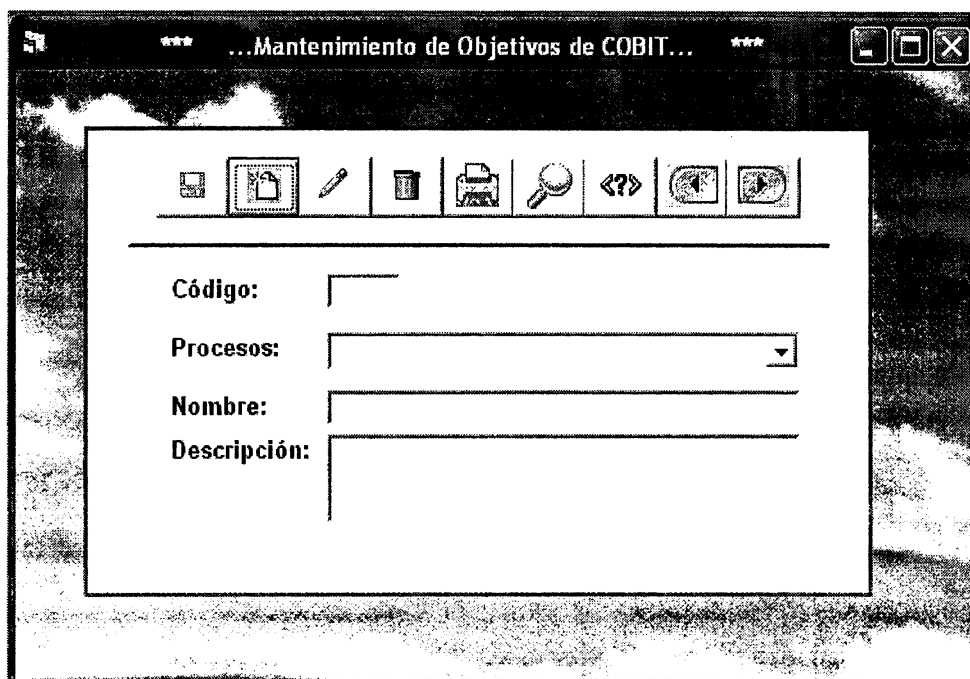 *** ...Mantenimiento de Objetivos de COBIT... ***
«?»
Código:
Procesos:
Nombre:
Descripción: